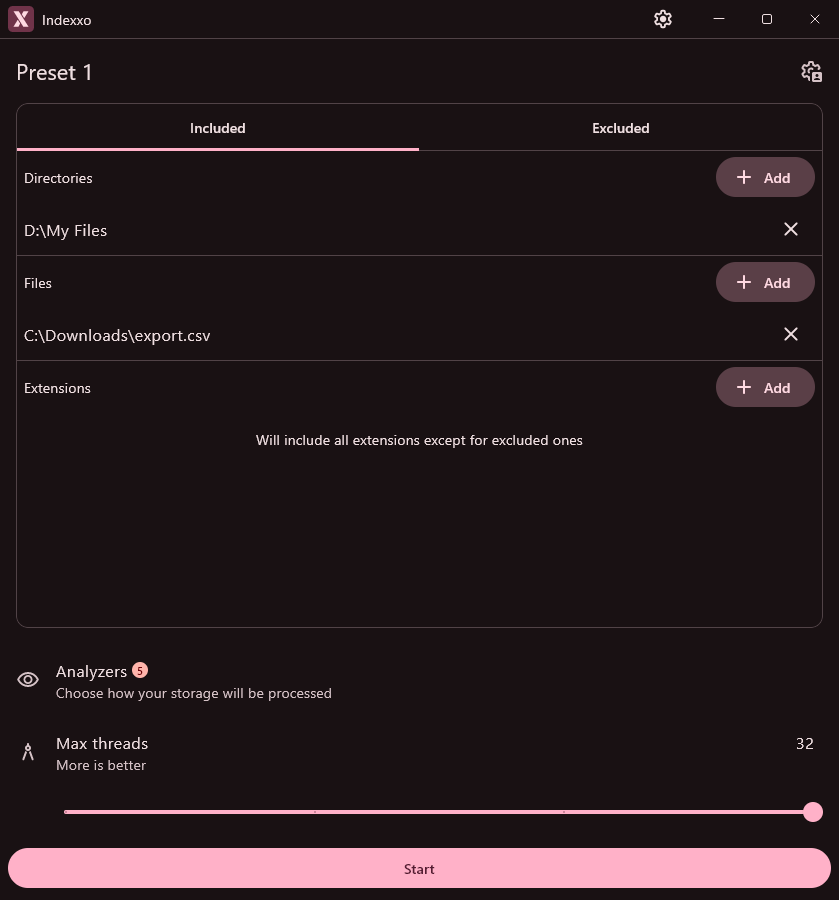 Indexxo
Preset 1
Included
Excluded
Directories
Add
D:\My Files
Files
Add
C:\Downloads\export.csv
Extensions
Add
Will include all extensions except for excluded ones
Analyzers 5
Choose how your storage will be processed
Max threads
32
More is better
Start